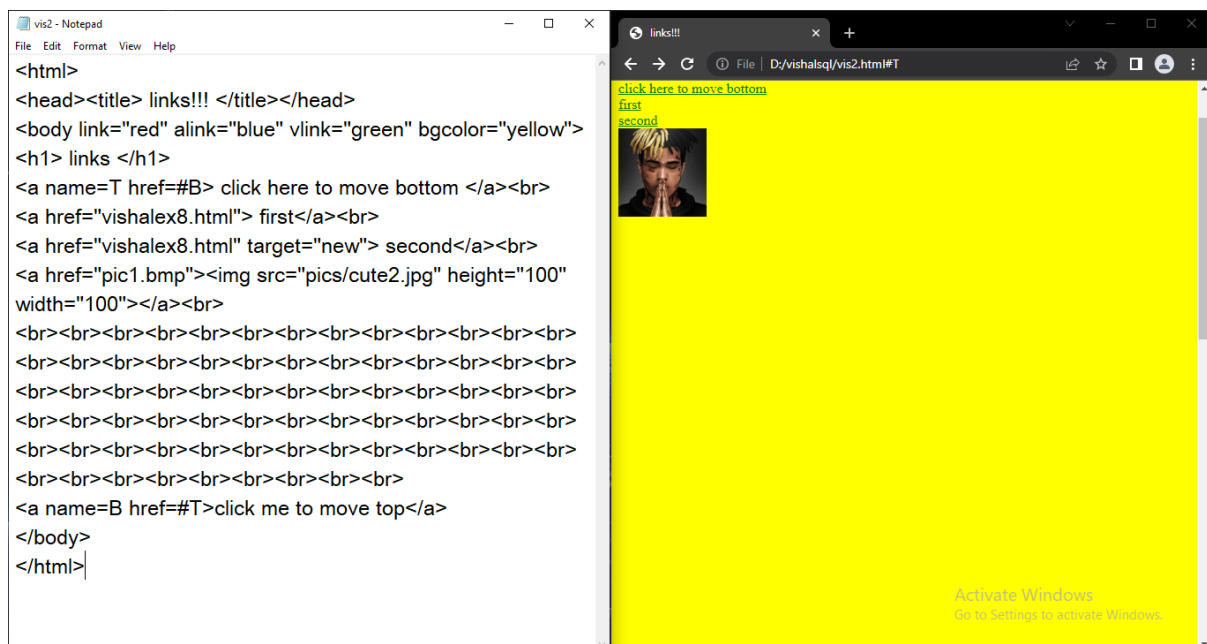 vis2 - Notepad
File Edit Format View Help
<html>
<head><title> links!!! </title></head>
<body link="red" alink="blue" vlink="green" bgcolor="yellow">
<h1> links </h1>
<a name=T href=#B> click here to move bottom </a><br>
<a href="vishalex8.html"> first</a><br>
<a href="vishalex8.html" target="new"> second</a><br>
<a href="pic1.bmp"><img src="pics/cute2.jpg" height="100"
width="100"></a><br>
<br><br><br><br><br><br><br><br><br><br><br><br><br>
<br><br><br><br><br><br><br><br><br><br><br><br><br>
<br><br><br><br><br><br><br><br><br><br><br><br><br>
<br><br><br><br><br><br><br><br><br><br><br><br><br>
<br><br><br><br><br><br><br><br><br><br><br><br><br>
<br><br><br><br><br><br><br><br><br>
<a name=B href=#T>click me to move top</a>
</body>
</html>
links!!!
File D:/vishalsql/vis2.html#T
click here to move bottom
first
second
Activate Windows
Go to Settings to activate Windows.